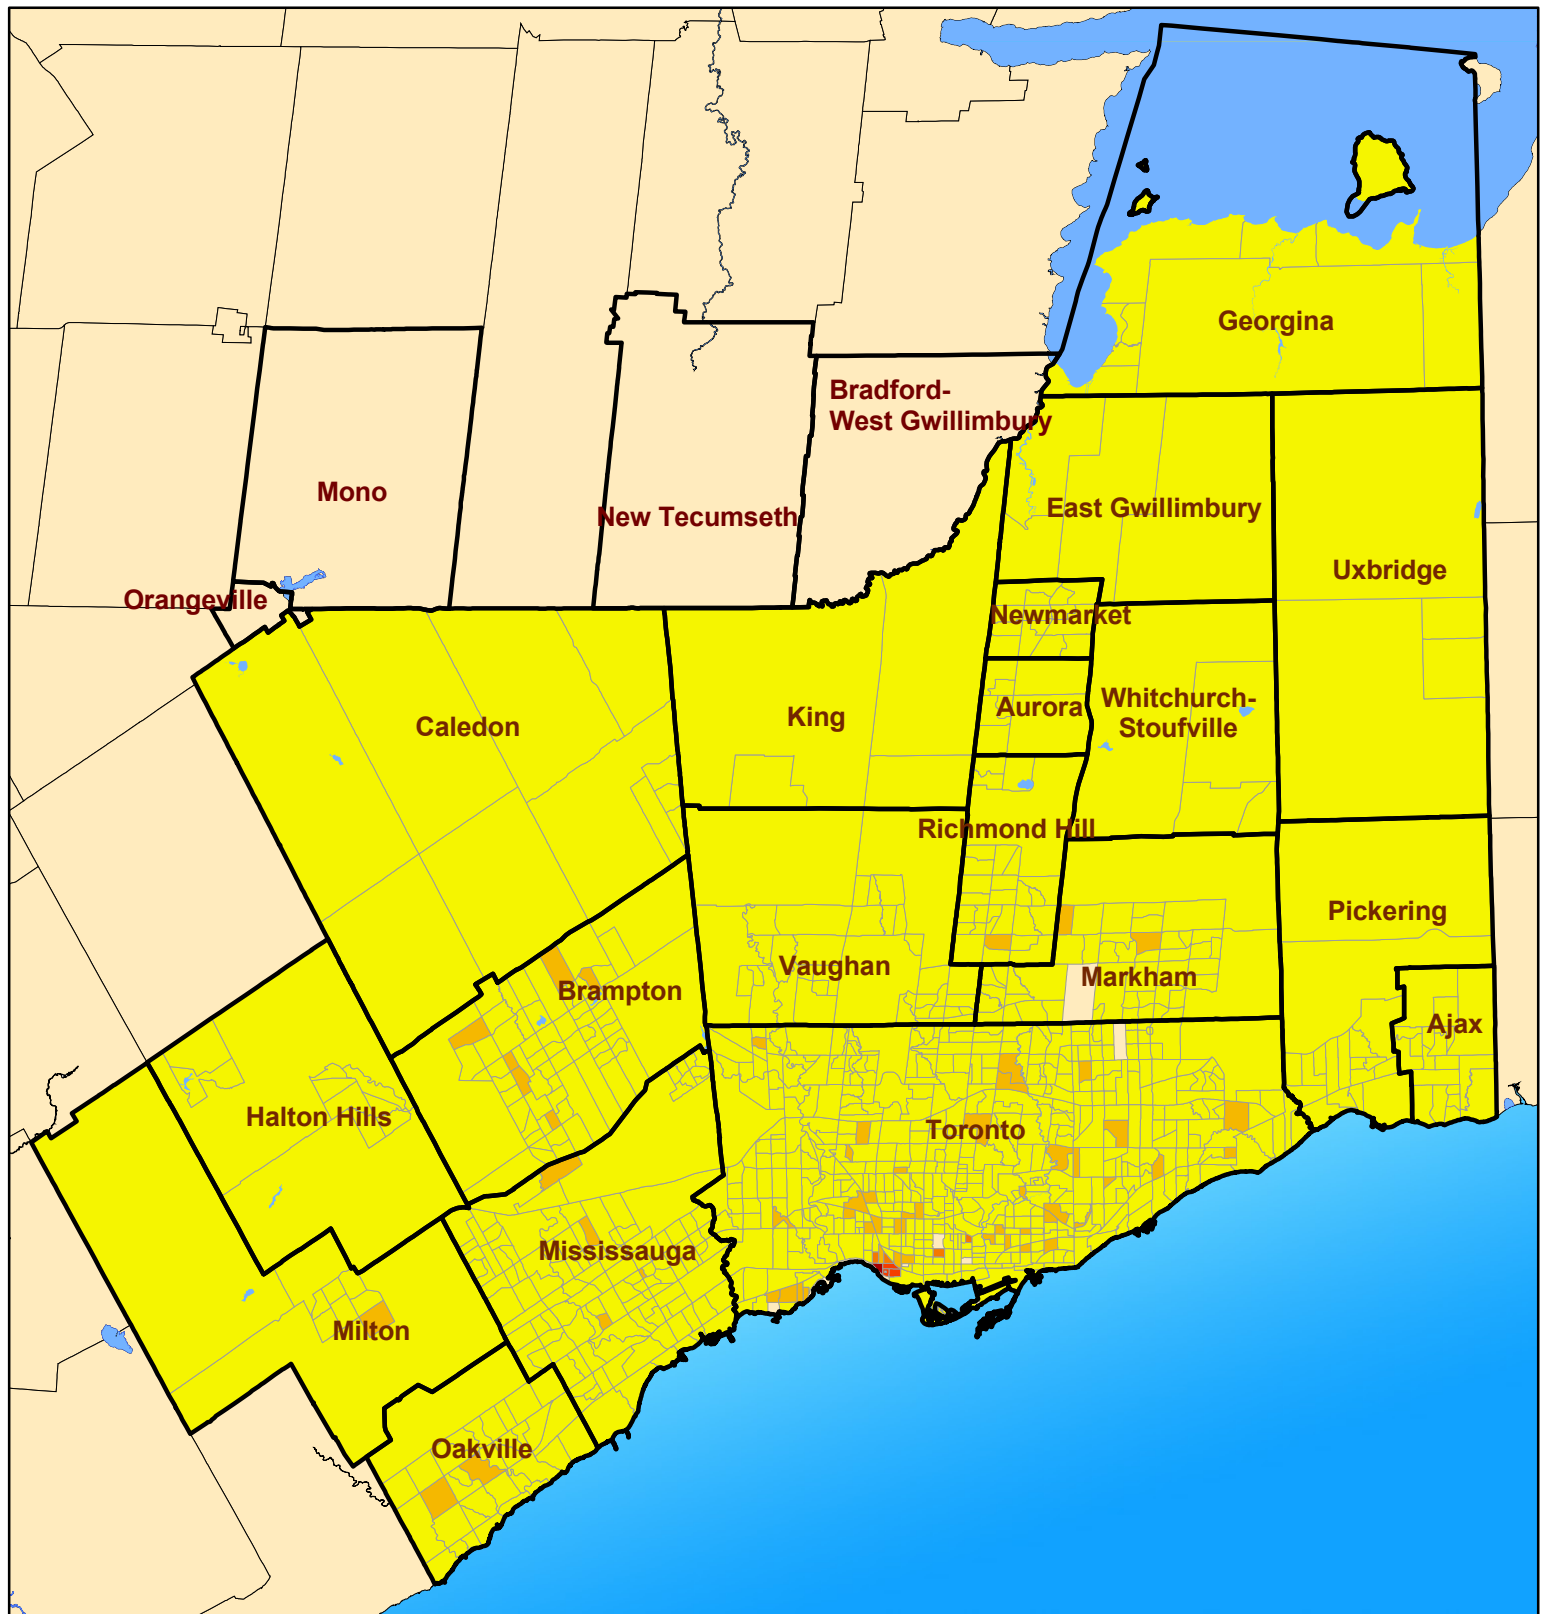 Georgina
Bradford-
West Gwillimbury
Mono
New Tecumseth
East Gwillimbury
Uxbridge
Orangeville
Newmarket
Caledon
King
Aurora
Whitchurch-
Stoufville
Richmond Hill
Pickering
Vaughan
Markham
Brampton
Ajax
Halton Hills
Toronto
Mississauga
Milton
Oakville